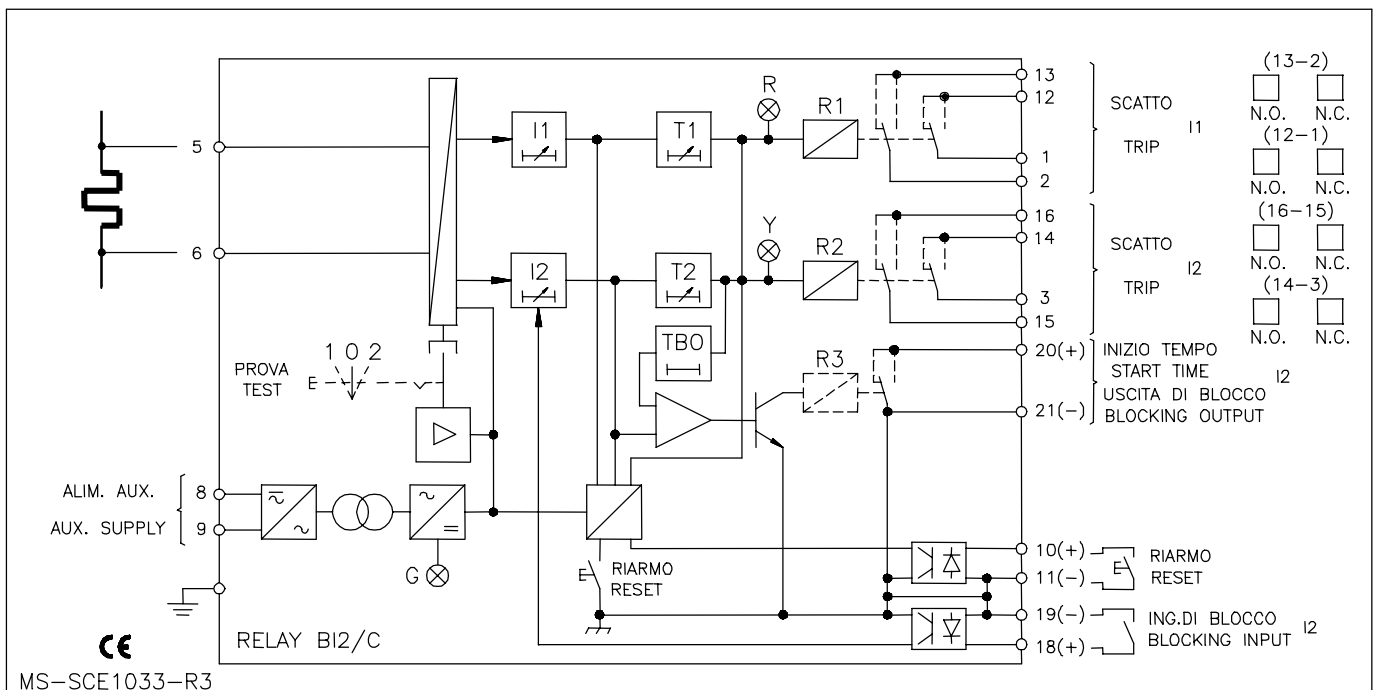 (13-2)
N.O. N.C.
(12-1)
N.O. N.C.
(16-15)
N.O. N.C.
(14-3)
N.O. N.C.
R
13
12
I1
T1
R1
SCATTO
TRIP
I1
5
1
2
16
Y
14
6
I2
T2
R2
SCATTO
TRIP
I2
3
15
TBO
R3
20(+)
INIZIO TEMPO
START TIME
I2
USCITA DI BLOCCO
21(-)
BLOCKING OUTPUT
1 0 2
PROVA
TEST
E
ALIM. AUX.
AUX. SUPPLY
8
9
G
E
RIARMO
RESET
10(+)
11(-)
E
RIARMO
RESET
19(-)
18(+)
ING.DI BLOCCO
BLOCKING INPUT
I2
RELAY BI2/C
CE
MS-SCE1033-R3